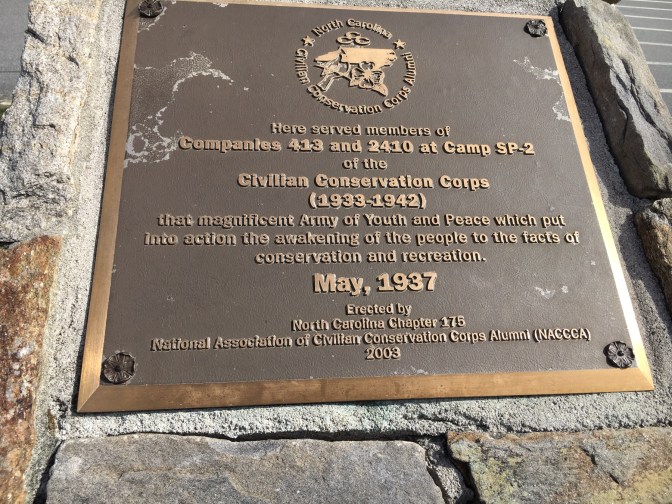 North Carolina
CCC
Civilian Conservation Corps Alumni
Here served members of
Companies 413 and 2410 at Camp SP-2
of the
Civilian Conservation Corps
(1933-1942)
that magnificent Army of Youth and Peace which put
into action the awakening of the people to the facts of
conservation and recreation.
May, 1937
Erected by
North Carolina Chapter 175
National Association of Civilian Conservation Corps Alumni (NACCCA)
2003